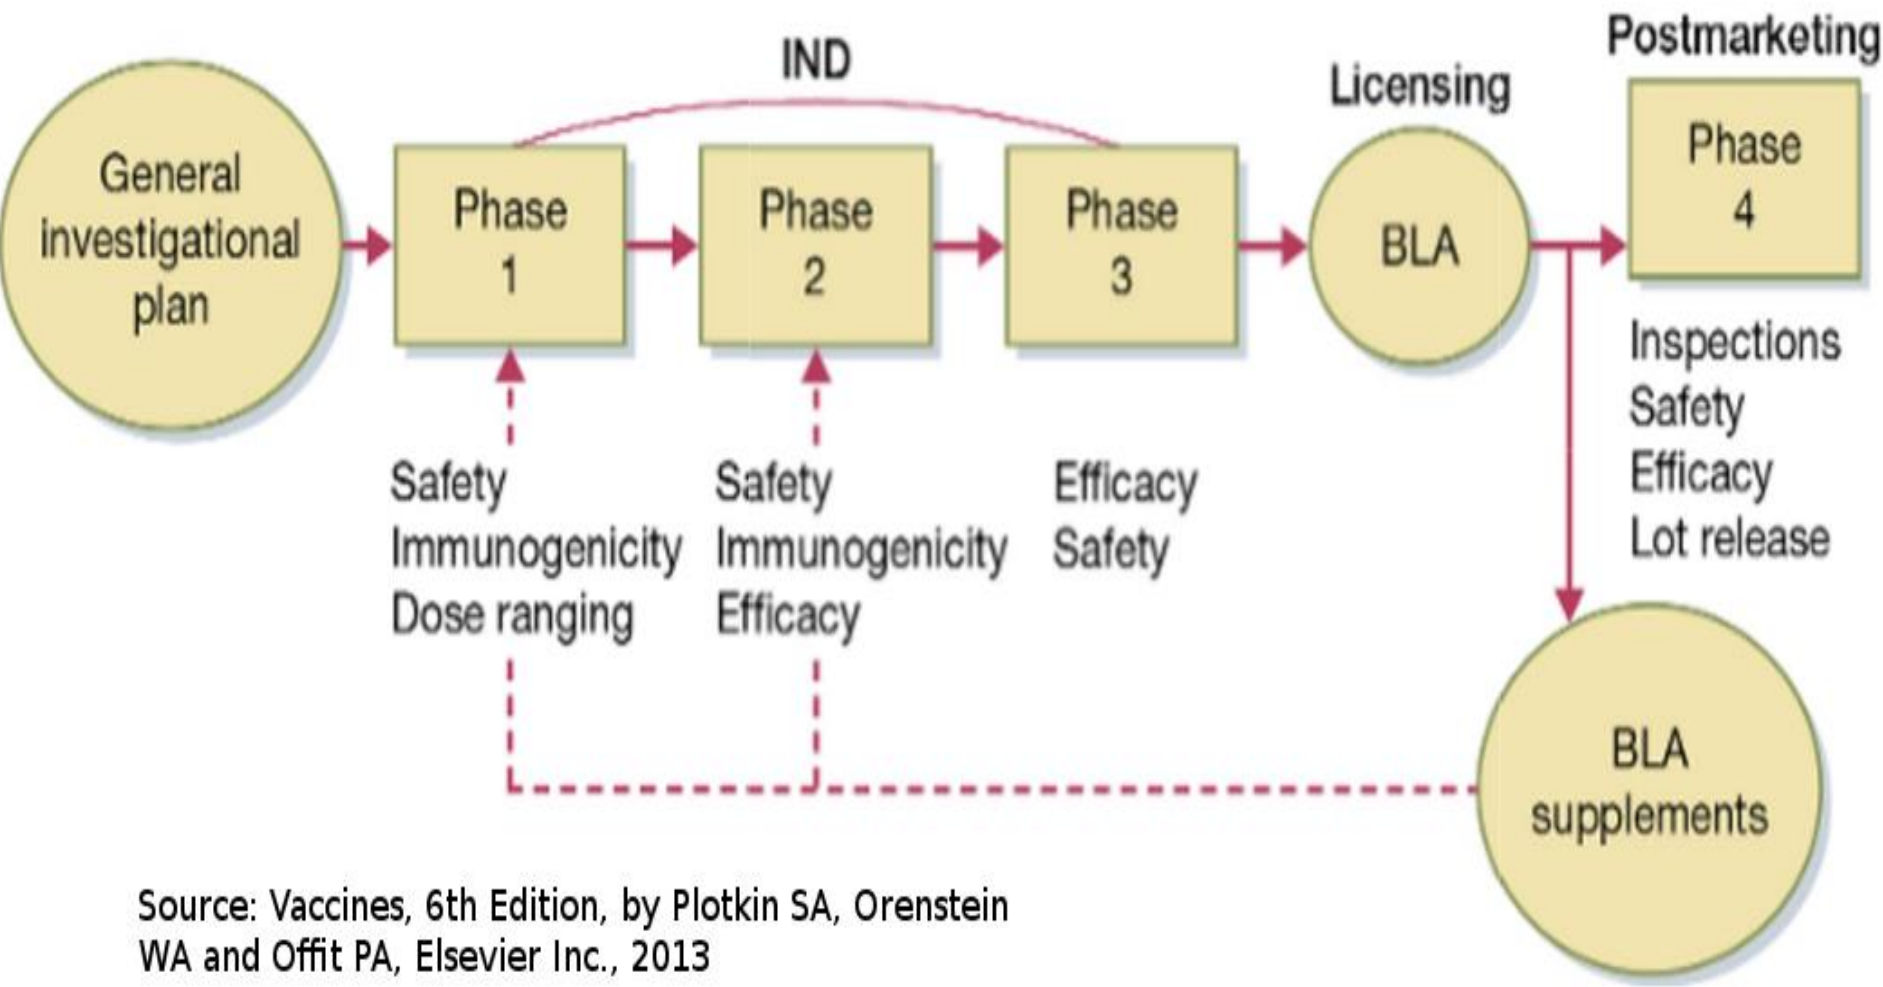 IND
Postmarketing
Licensing
General
investigational
plan
Phase
1
Phase
2
Phase
3
BLA
Phase
4
Safety
Immunogenicity
Dose ranging
Safety
Immunogenicity
Efficacy
Efficacy
Safety
Inspections
Safety
Efficacy
Lot release
BLA
supplements
Source: Vaccines, 6th Edition, by Plotkin SA, Orenstein
WA and Offit PA, Elsevier Inc., 2013